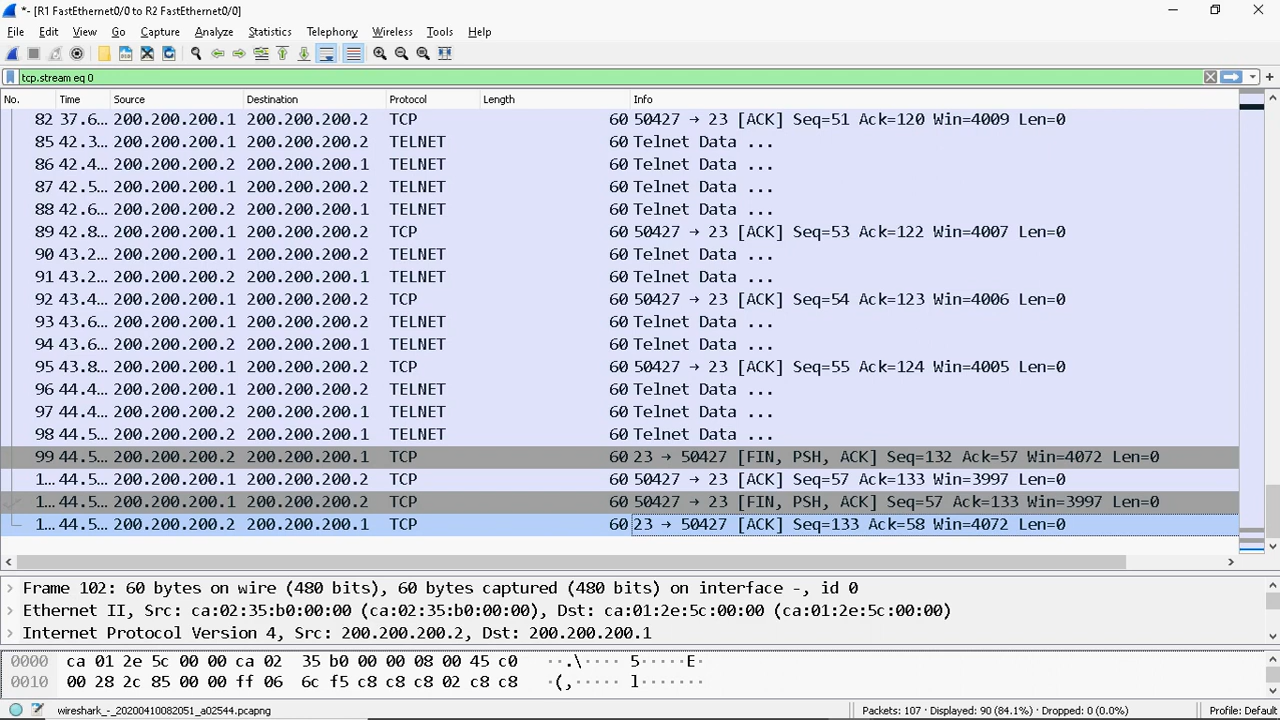 *- [R1 FastEthernet0/0 to R2 FastEthernet0/0]
File Edit View Go Capture Analyze Statistics Telephony Wireless Tools Help
tcp.stream eq 0
No. Time Source Destination Protocol Length Info
82 37.6… 200.200.200.1 200.200.200.2 TCP 60 50427 → 23 [ACK] Seq=51 Ack=120 Win=4009 Len=0
85 42.3… 200.200.200.1 200.200.200.2 TELNET 60 Telnet Data ...
86 42.4… 200.200.200.2 200.200.200.1 TELNET 60 Telnet Data ...
87 42.5… 200.200.200.1 200.200.200.2 TELNET 60 Telnet Data ...
88 42.6… 200.200.200.2 200.200.200.1 TELNET 60 Telnet Data ...
89 42.8… 200.200.200.1 200.200.200.2 TCP 60 50427 → 23 [ACK] Seq=53 Ack=122 Win=4007 Len=0
90 43.2… 200.200.200.1 200.200.200.2 TELNET 60 Telnet Data ...
91 43.2… 200.200.200.2 200.200.200.1 TELNET 60 Telnet Data ...
92 43.4… 200.200.200.1 200.200.200.2 TCP 60 50427 → 23 [ACK] Seq=54 Ack=123 Win=4006 Len=0
93 43.6… 200.200.200.1 200.200.200.2 TELNET 60 Telnet Data ...
94 43.6… 200.200.200.2 200.200.200.1 TELNET 60 Telnet Data ...
95 43.8… 200.200.200.1 200.200.200.2 TCP 60 50427 → 23 [ACK] Seq=55 Ack=124 Win=4005 Len=0
96 44.4… 200.200.200.1 200.200.200.2 TELNET 60 Telnet Data ...
97 44.5… 200.200.200.2 200.200.200.1 TELNET 60 Telnet Data ...
98 44.5… 200.200.200.2 200.200.200.1 TELNET 60 Telnet Data ...
99 44.5… 200.200.200.2 200.200.200.1 TCP 60 23 → 50427 [FIN, PSH, ACK] Seq=132 Ack=57 Win=4072 Len=0
1… 44.5… 200.200.200.1 200.200.200.2 TCP 60 50427 → 23 [ACK] Seq=57 Ack=133 Win=3997 Len=0
1… 44.5… 200.200.200.1 200.200.200.2 TCP 60 50427 → 23 [FIN, PSH, ACK] Seq=57 Ack=133 Win=3997 Len=0
1… 44.5… 200.200.200.2 200.200.200.1 TCP 60 23 → 50427 [ACK] Seq=133 Ack=58 Win=4072 Len=0
Frame 102: 60 bytes on wire (480 bits), 60 bytes captured (480 bits) on interface -, id 0
Ethernet II, Src: ca:02:35:b0:00:00 (ca:02:35:b0:00:00), Dst: ca:01:2e:5c:00:00 (ca:01:2e:5c:00:00)
Internet Protocol Version 4, Src: 200.200.200.2, Dst: 200.200.200.1
0000 ca 01 2e 5c 00 00 ca 02 35 b0 00 00 08 00 45 c0 ··.\···· 5·····E·
0010 00 28 2c 85 00 00 ff 06 6c f5 c8 c8 c8 02 c8 c8 ·(,····· l·······
wireshark_-_20200410082051_a02544.pcapng Packets: 107 · Displayed: 90 (84.1%) · Dropped: 0 (0.0%) Profile: Default